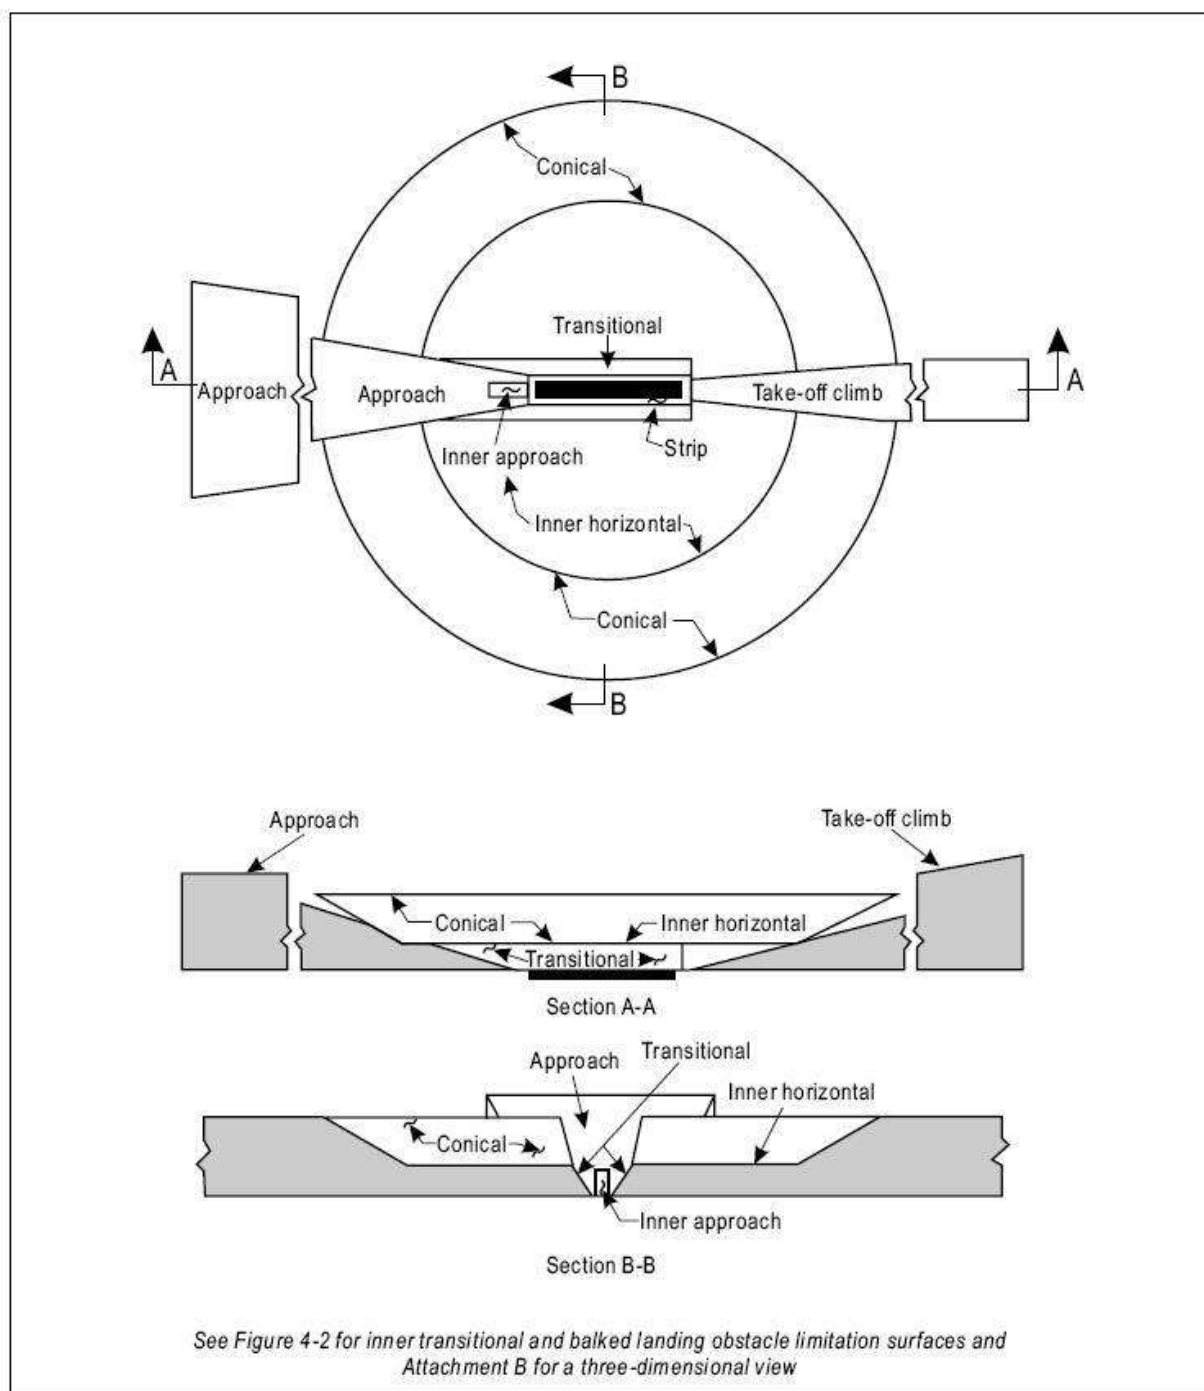 B
Conical
Transitional
A
Approach
Approach
Take-off climb
A
Inner approach
Strip
Inner horizontal
Conical
B
Approach
Take-off climb
Conical
Inner horizontal
Transitional
Section A-A
Transitional
Approach
Inner horizontal
Conical
Inner approach
Section B-B
See Figure 4-2 for inner transitional and balked landing obstacle limitation surfaces and
Attachment B for a three-dimensional view